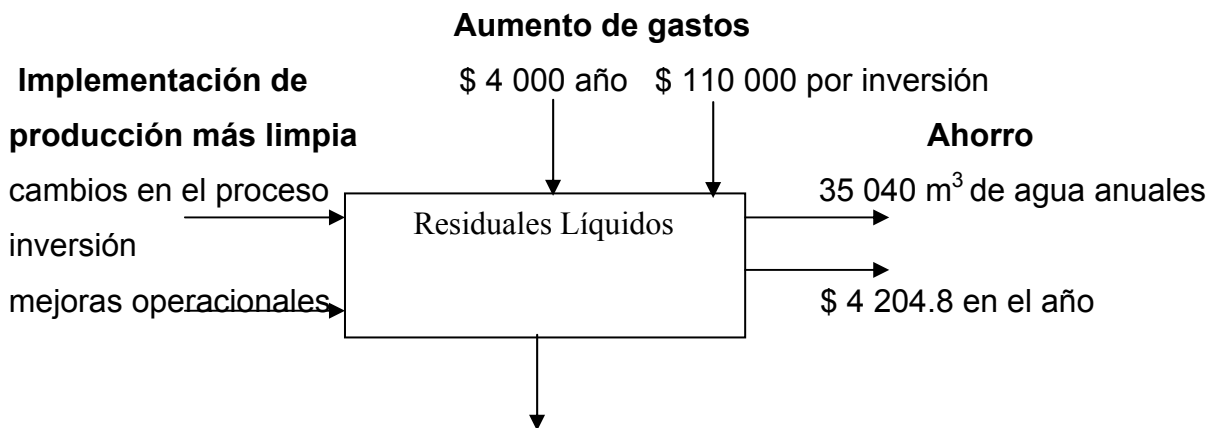 Aumento de gastos
Implementación de
$ 4 000 año $ 110 000 por inversión
producción más limpia
Ahorro
cambios en el proceso
35 040 m³ de agua anuales
Residuales Líquidos
inversión
mejoras operacionales
$ 4 204.8 en el año